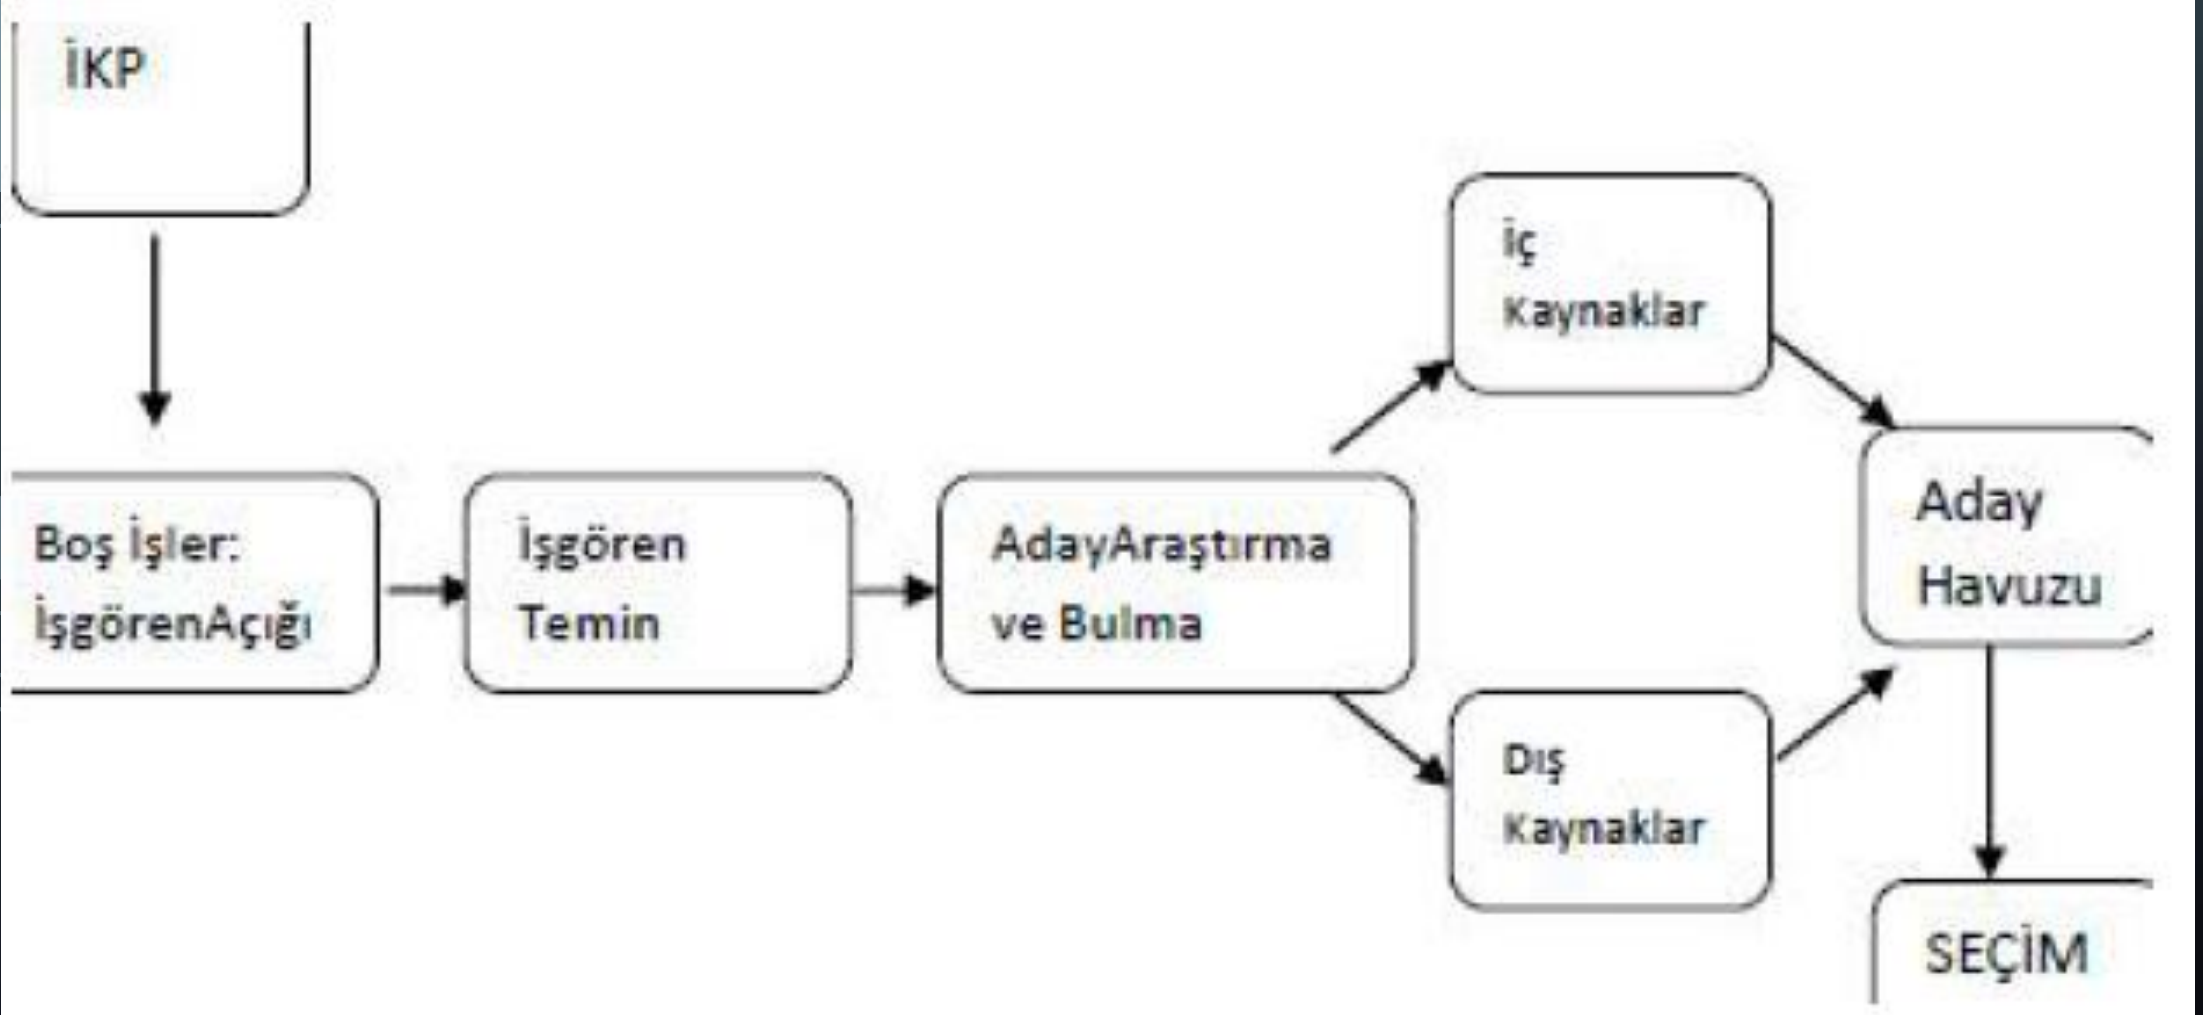 İKP
Boş İşler:
İşgörenAçığı
İşgören
Temin
AdayAraştırma
ve Bulma
İç
Kaynaklar
Dış
Kaynaklar
Aday
Havuzu
SEÇİM